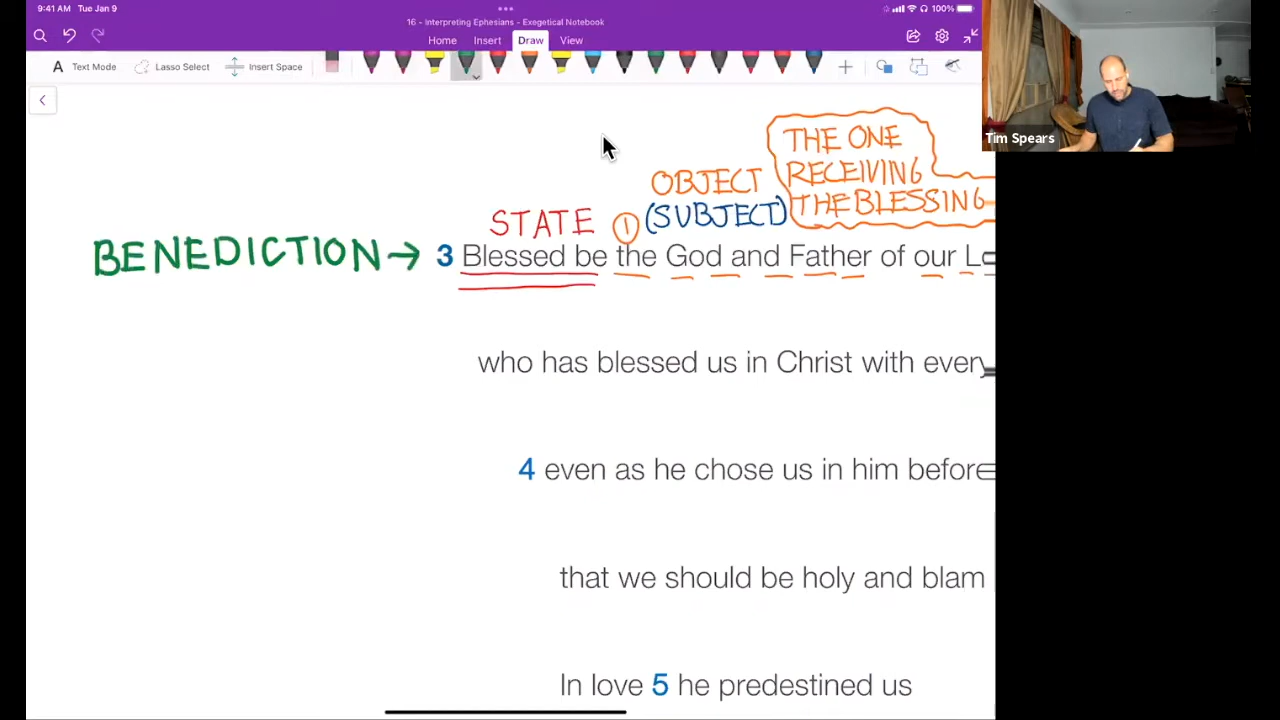 9:41 AM Tue Jan 9
100%
16 - Interpreting Ephesians - Exegetical Notebook
Home Insert Draw View
A Text Mode Lasso Select Insert Space
Tim Spears
THE ONE
RECEIVING
THE BLESSING
OBJECT
(SUBJECT)
STATE
1
BENEDICTION → 3 Blessed be the God and Father of our L
who has blessed us in Christ with every
4 even as he chose us in him before
that we should be holy and blam
In love 5 he predestined us